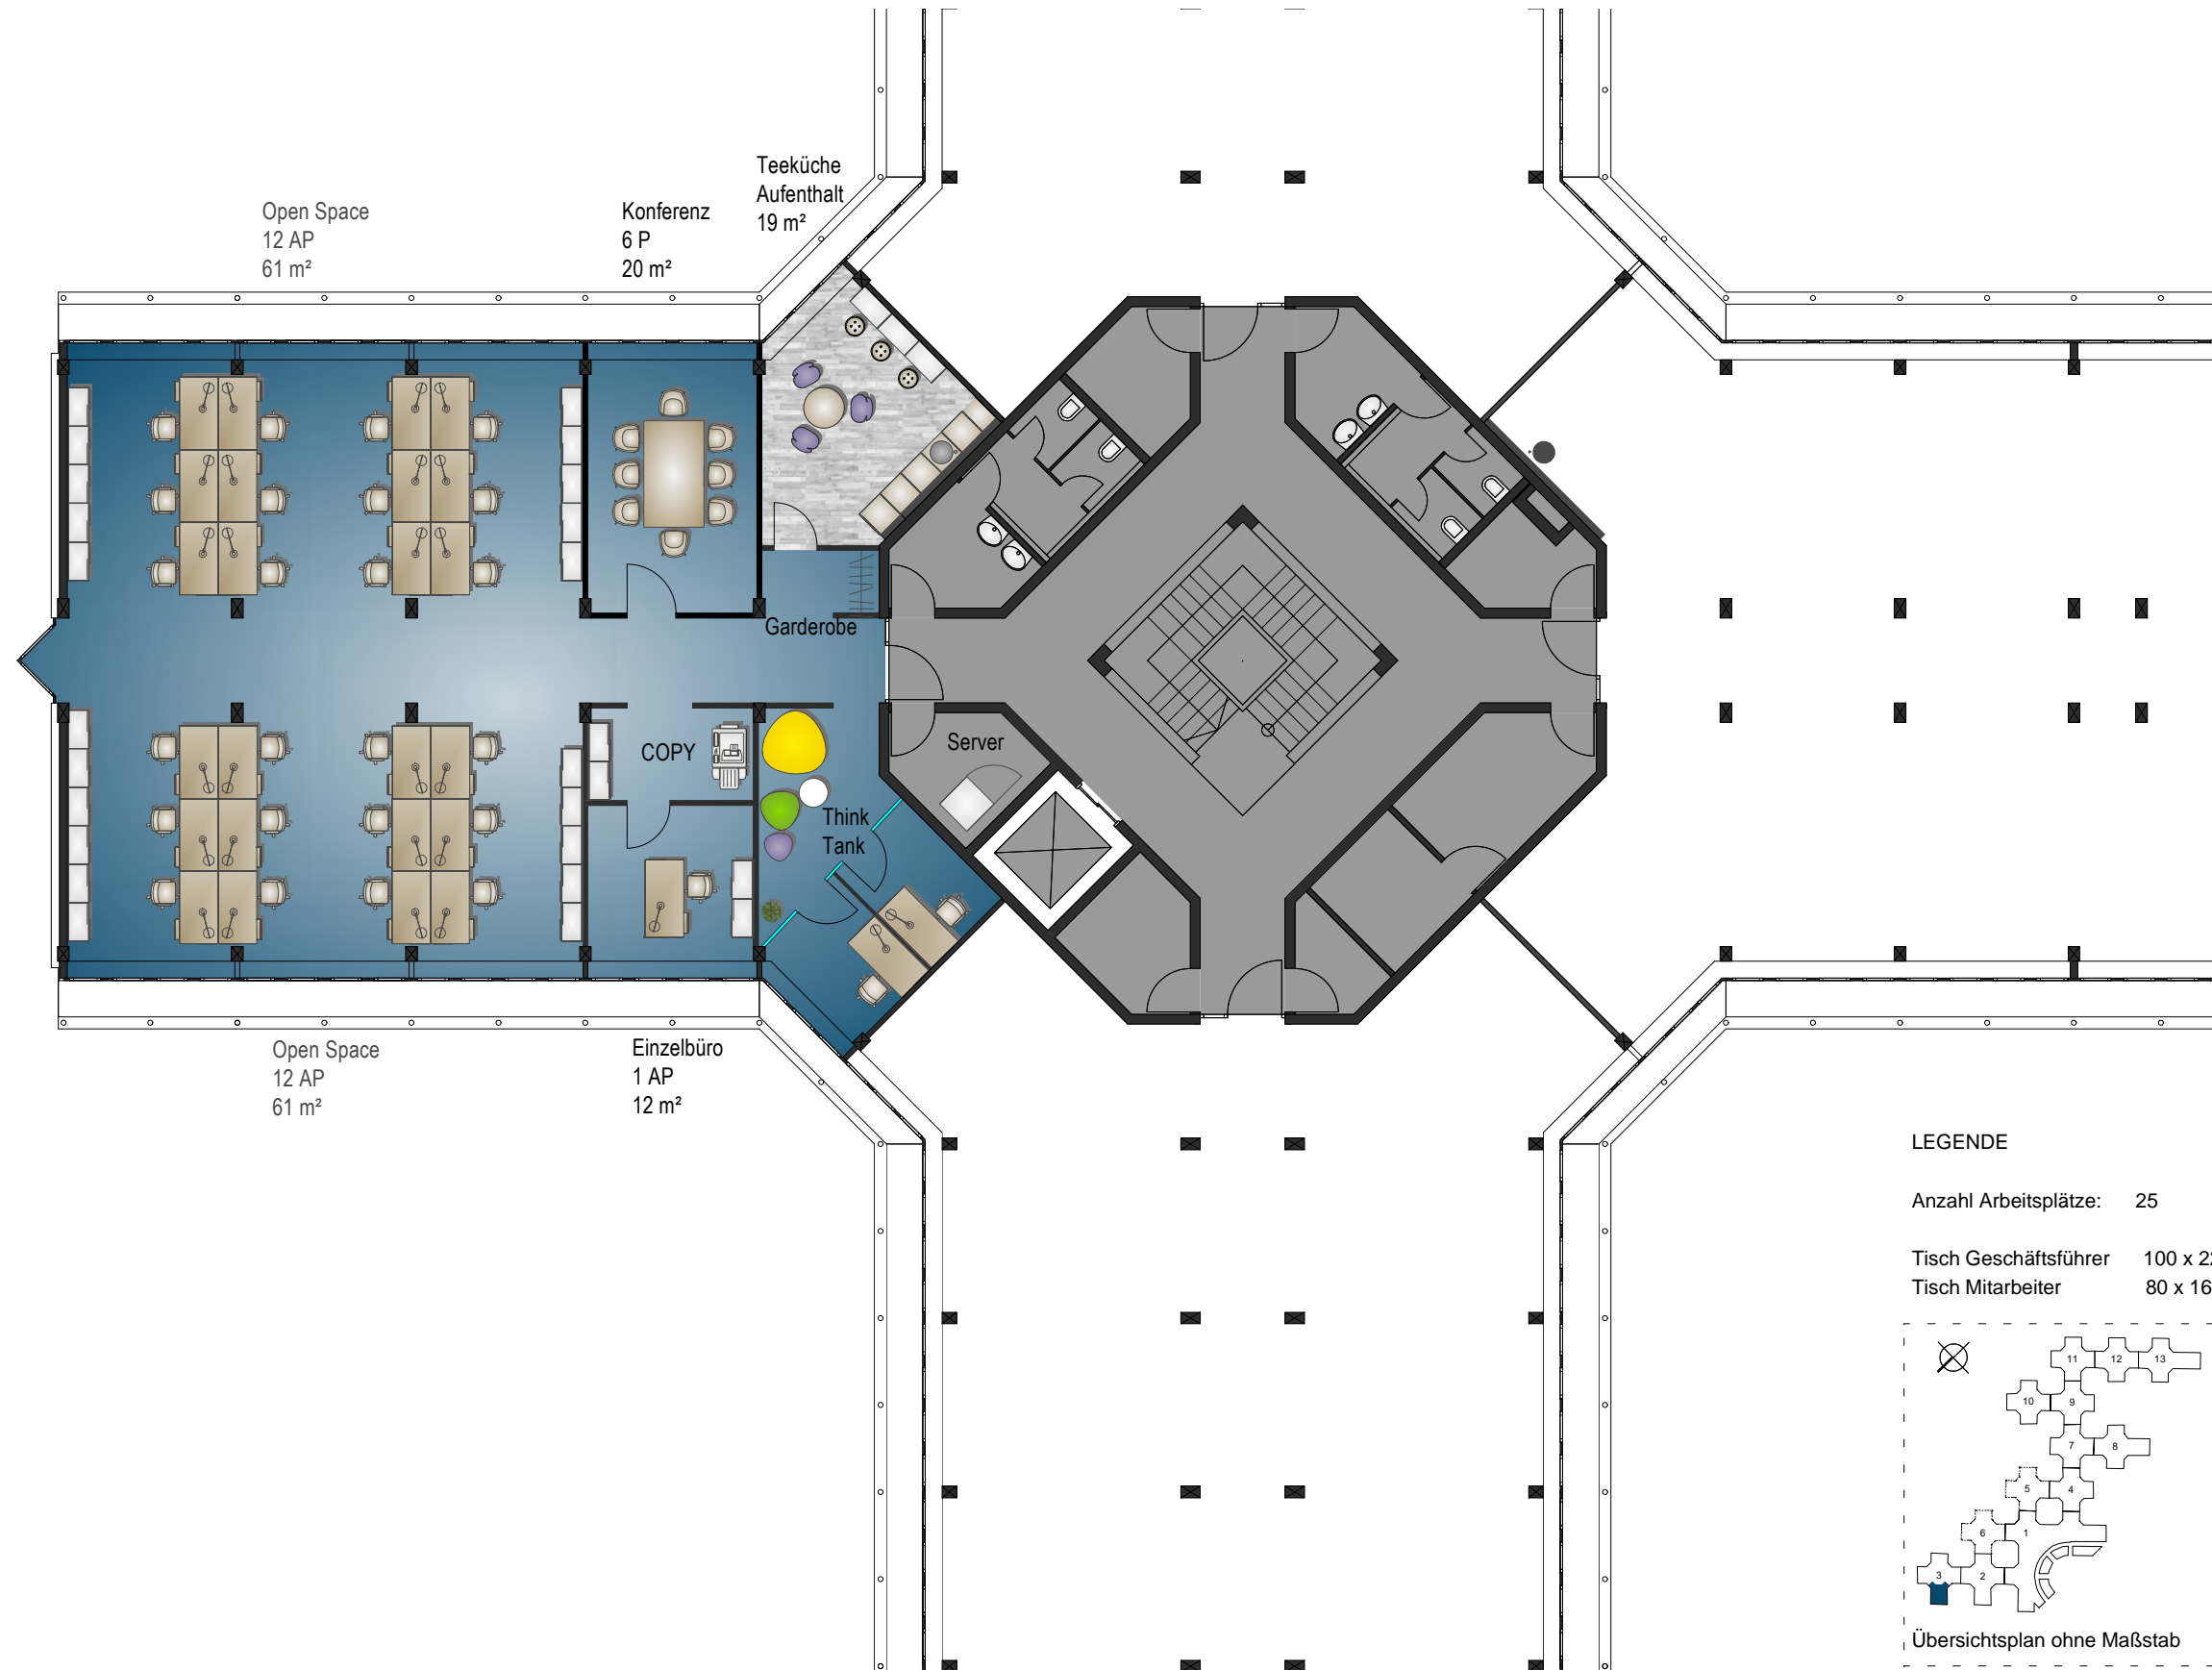 Teeküche
Aufenthalt
19 m²
Open Space
12 AP
61 m²
Konferenz
6 P
20 m²
Garderobe
COPY
Server
Think
Tank
Open Space
12 AP
61 m²
Einzelbüro
1 AP
12 m²
LEGENDE
Anzahl Arbeitsplätze: 25
Tisch Geschäftsführer 100 x
Tisch Mitarbeiter 80 x 16
11 12 13
10 9
7 8
5 4
6 1
3 2
Übersichtsplan ohne Maßstab